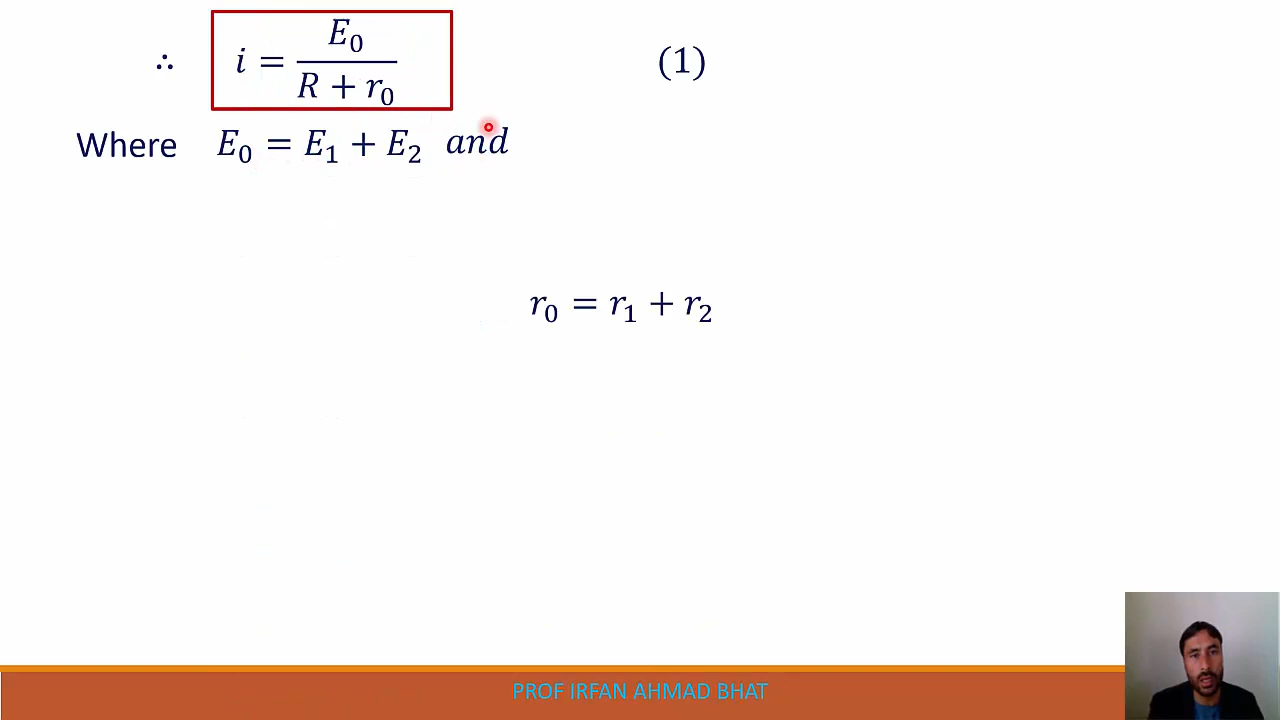 ∴ i = E₀ / (R + r₀) (1)
Where E₀ = E₁ + E₂ and
r₀ = r₁ + r₂
PROF IRFAN AHMAD BHAT